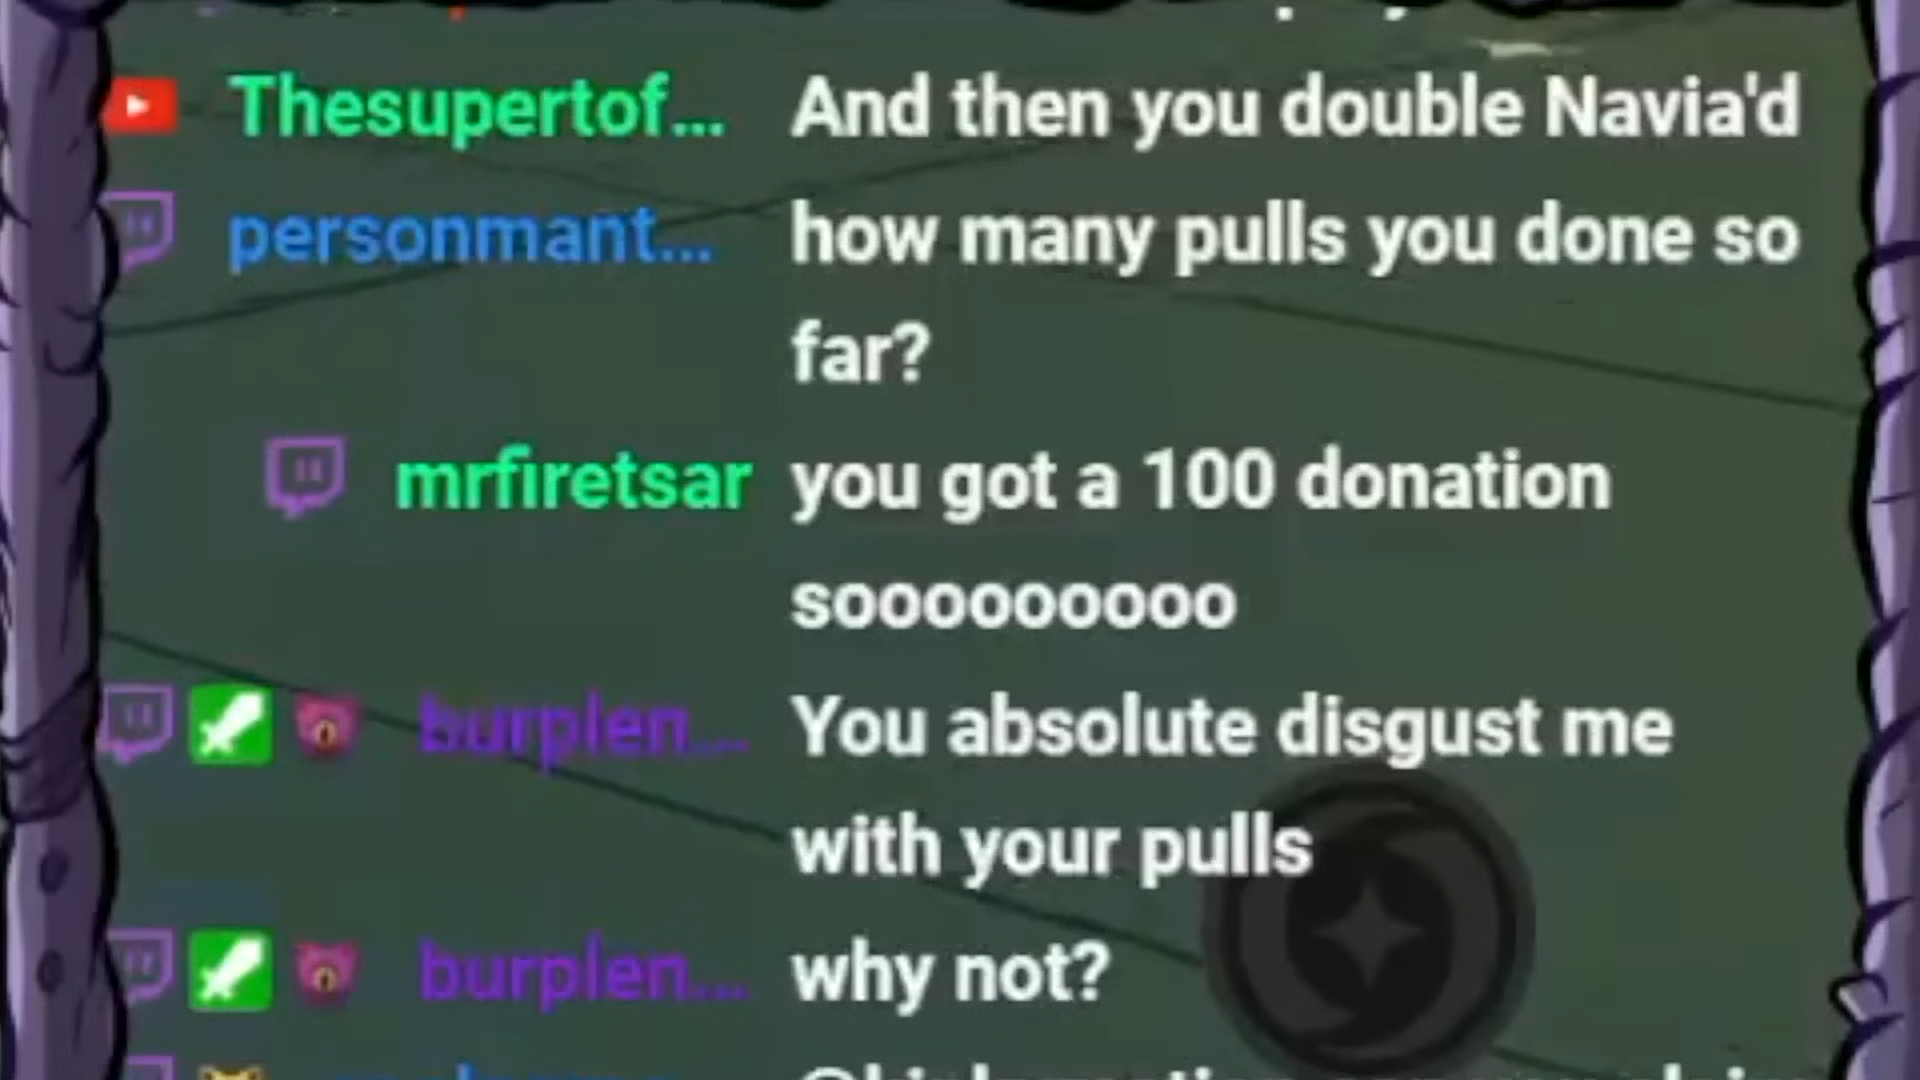 Thesupertof... And then you double Navia'd
personmant... how many pulls you done so
far?
mrfiretsar you got a 100 donation
sooooooooo
burplen... You absolute disgust me
with your pulls
burplen... why not?